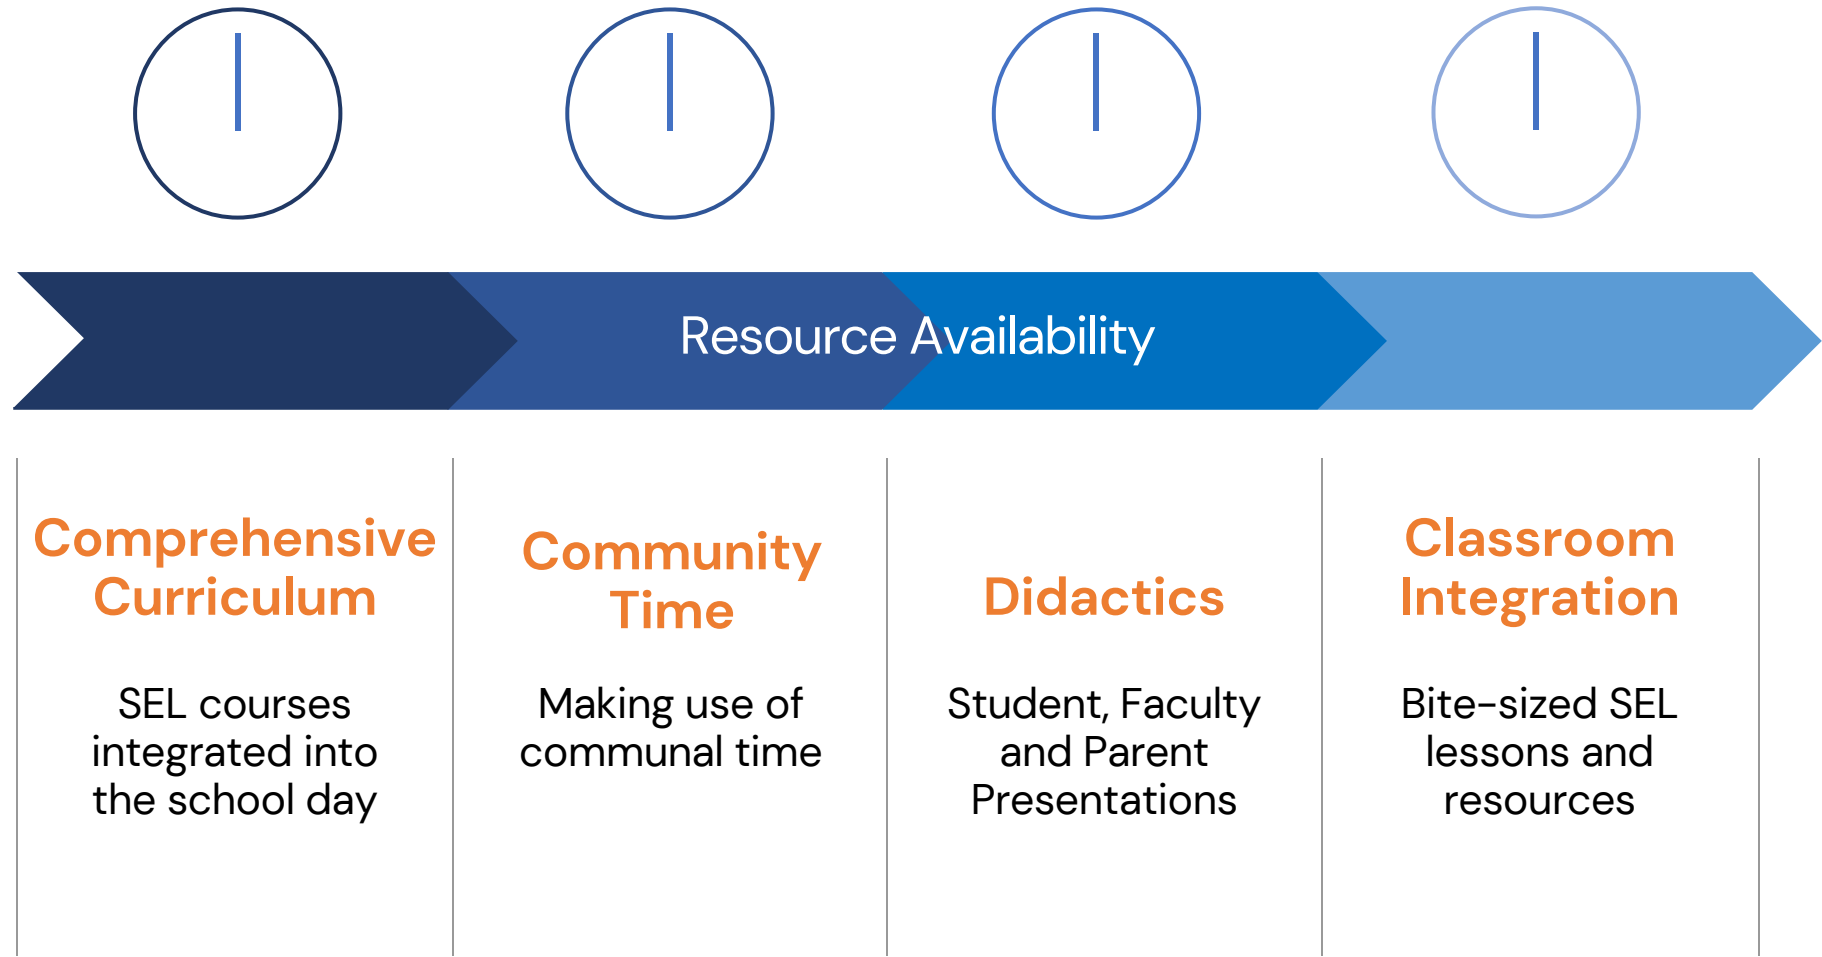 Resource Availability
Comprehensive
Curriculum
SEL courses
integrated into
the school day
Community
Time
Making use of
communal time
Didactics
Student, Faculty
and Parent
Presentations
Classroom
Integration
Bite-sized SEL
lessons and
resources